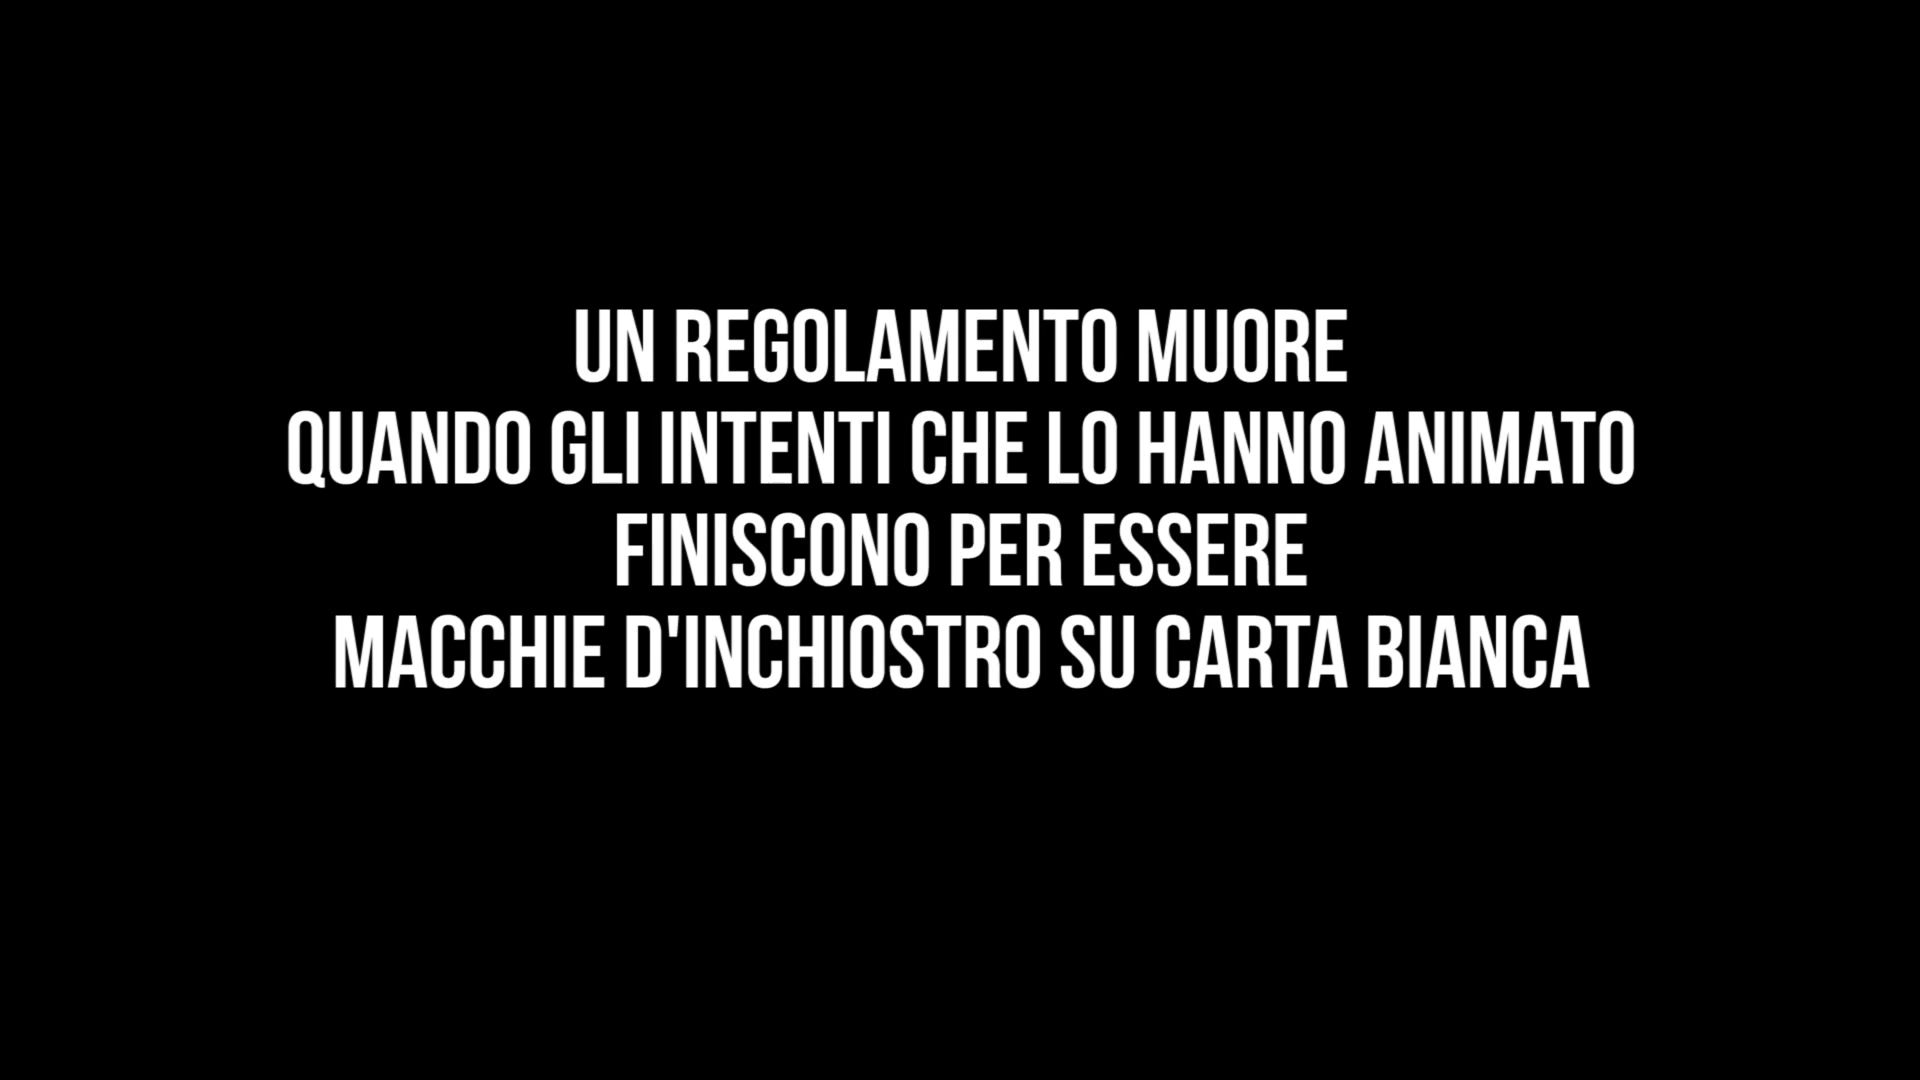 UN REGOLAMENTO MUORE
QUANDO GLI INTENTI CHE LO HANNO ANIMATO
FINISCONO PER ESSERE
MACCHIE D'INCHIOSTRO SU CARTA BIANCA